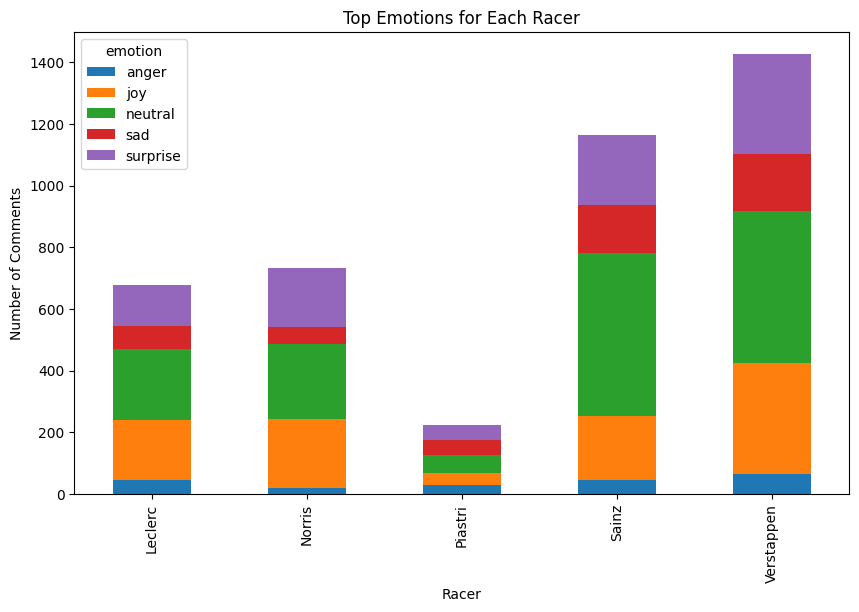 Top Emotions for Each Racer
emotion
anger
joy
neutral
sad
surprise
Number of Comments
1400
1200
1000
800
600
400
200
0
Leclerc
Norris
Piastri
Sainz
Verstappen
Racer